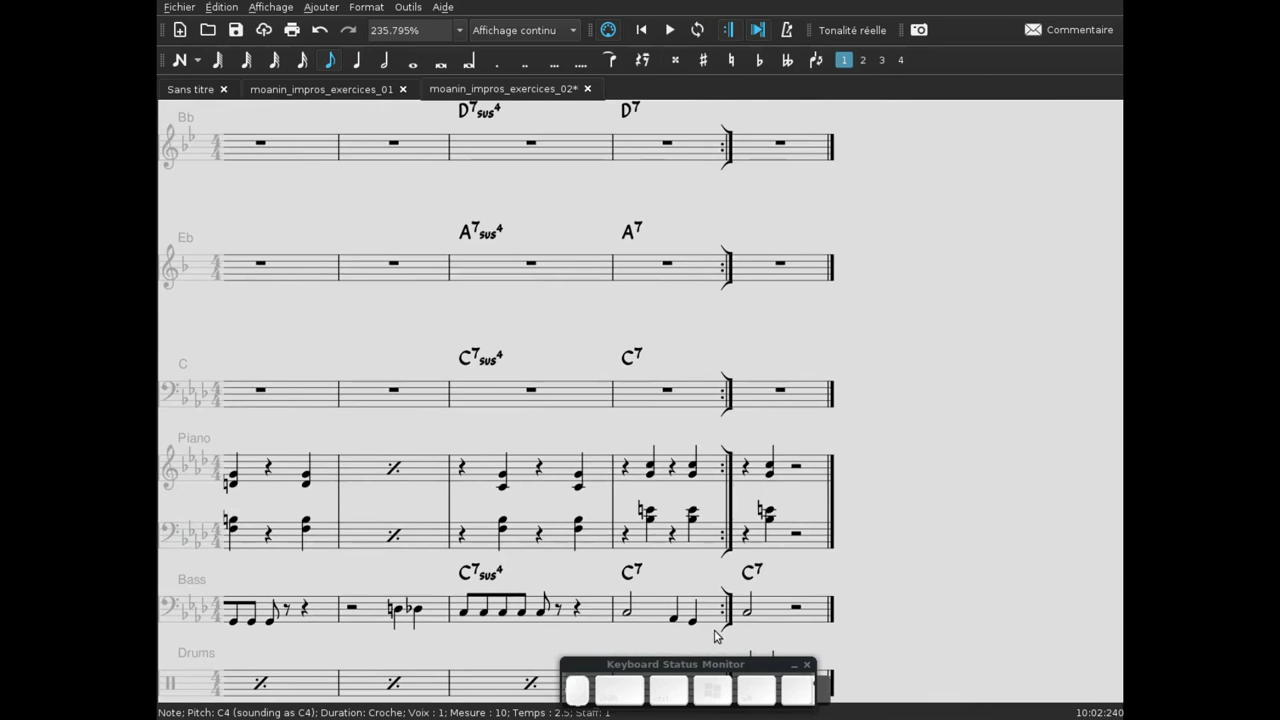 Fichier Édition Affichage Ajouter Format Outils Aide
235.795% Affichage continu Tonalité réelle Commentaire
1 2 3 4
Sans titre moanin_impros_exercices_01 moanin_impros_exercices_02*
Bb D7sus4 D7
Eb A7sus4 A7
C C7sus4 C7
Piano
Bass C7sus4 C7 C7
Drums
Keyboard Status Monitor
Note; Pitch: C4 (sounding as C4); Duration: Croche; Voix : 1; Mesure : 10; Temps : 2.5; Staff: 1 10:02:240